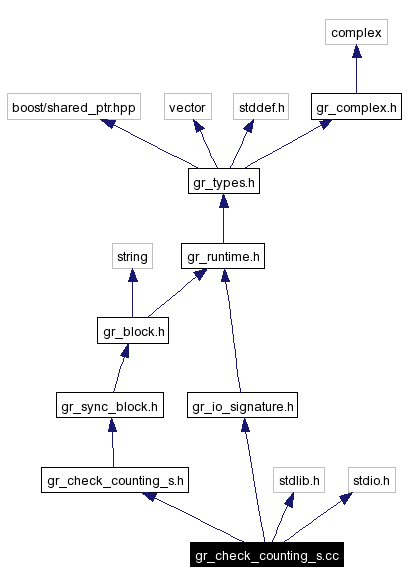 complex
boost/shared_ptr.hpp
vector
stddef.h
gr_complex.h
gr_types.h
string
gr_runtime.h
gr_block.h
gr_sync_block.h
gr_io_signature.h
gr_check_counting_s.h
stdlib.h
stdio.h
gr_check_counting_s.cc